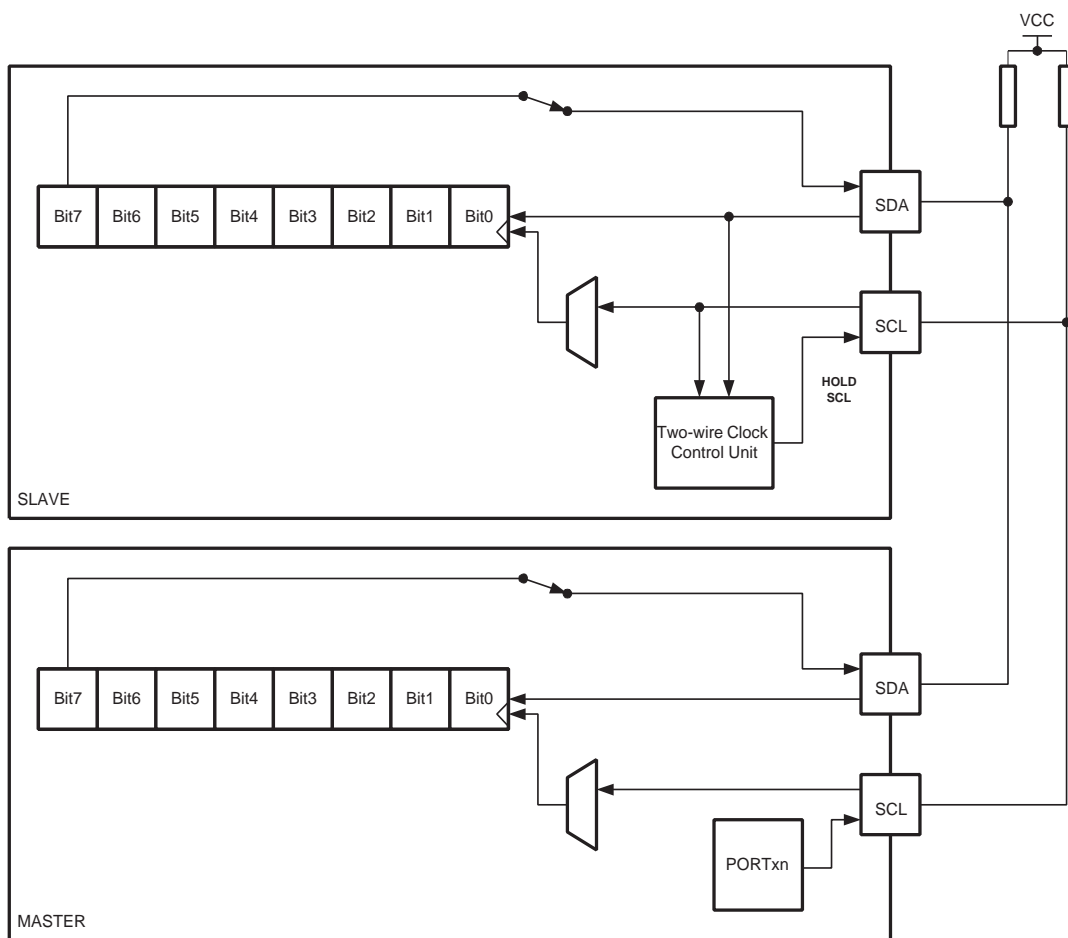 VCC
Bit7 Bit6 Bit5 Bit4 Bit3 Bit2 Bit1 Bit0
SDA
SCL
HOLD
SCL
Two-wire Clock
Control Unit
SLAVE
Bit7 Bit6 Bit5 Bit4 Bit3 Bit2 Bit1 Bit0
SDA
SCL
PORTxn
MASTER